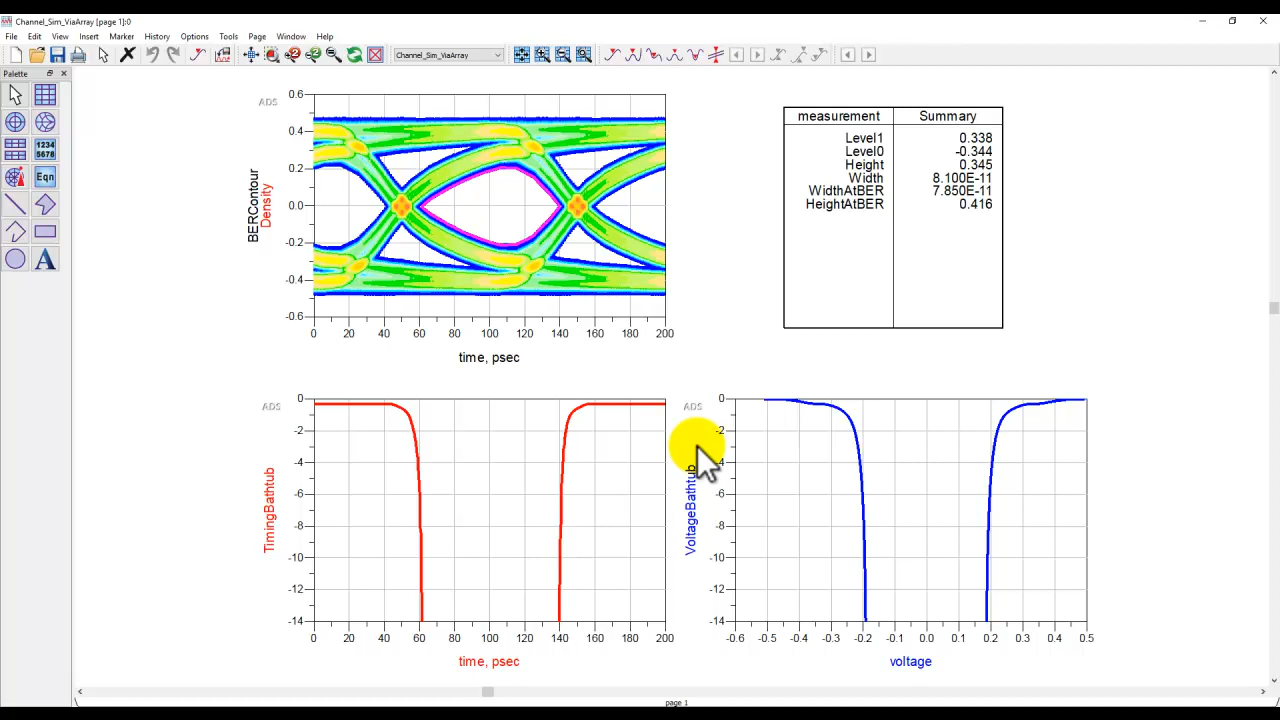 Channel_Sim_ViaArray [page 1]:0
File Edit View Insert Marker History Options Tools Page Window Help
Channel_Sim_ViaArray
Palette
1234
5678
Eqn
A
ADS
BERContour
Density
0.6
0.4
0.2
0.0
-0.2
-0.4
-0.6
0 20 40 60 80 100 120 140 160 180 200
time, psec
measurement Summary
Level1 0.338
Level0 -0.344
Height 0.345
Width 8.100E-11
WidthAtBER 7.850E-11
HeightAtBER 0.416
ADS
TimingBathtub
0
-2
-4
-6
-8
-10
-12
-14
0 20 40 60 80 100 120 140 160 180 200
time, psec
ADS
VoltageBathtub
0
-2
-4
-6
-8
-10
-12
-14
-0.6 -0.5 -0.4 -0.3 -0.2 -0.1 0.0 0.1 0.2 0.3 0.4 0.5
voltage
page 1